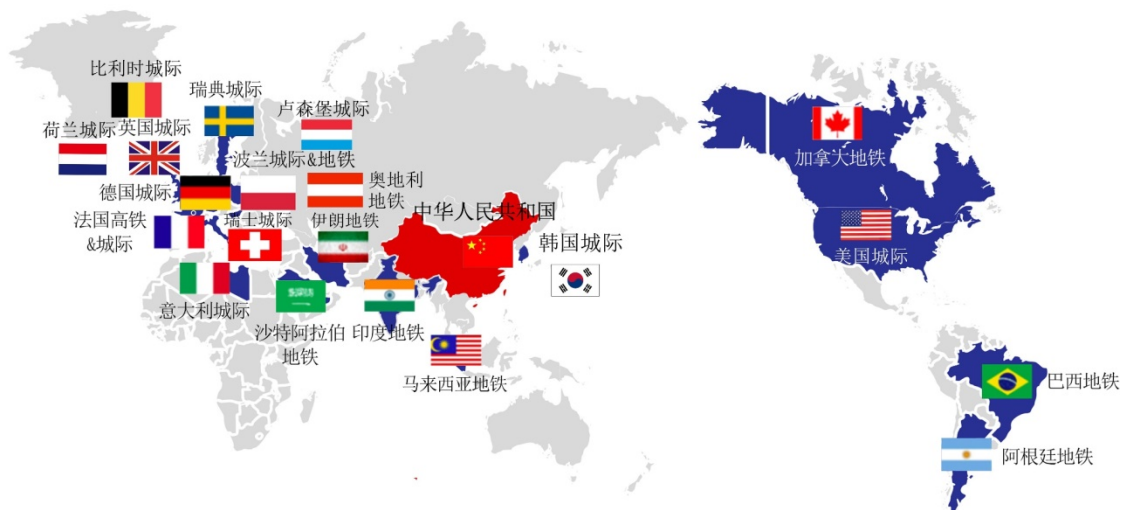 比利时城际
瑞典城际
卢森堡城际
荷兰城际
英国城际
波兰城际&地铁
德国城际
奥地利
地铁
法国高铁
&城际
瑞士城际
伊朗地铁
中华人民共和国
韩国城际
意大利城际
沙特阿拉伯
地铁
印度地铁
马来西亚地铁
加拿大地铁
美国城际
巴西地铁
阿根廷地铁